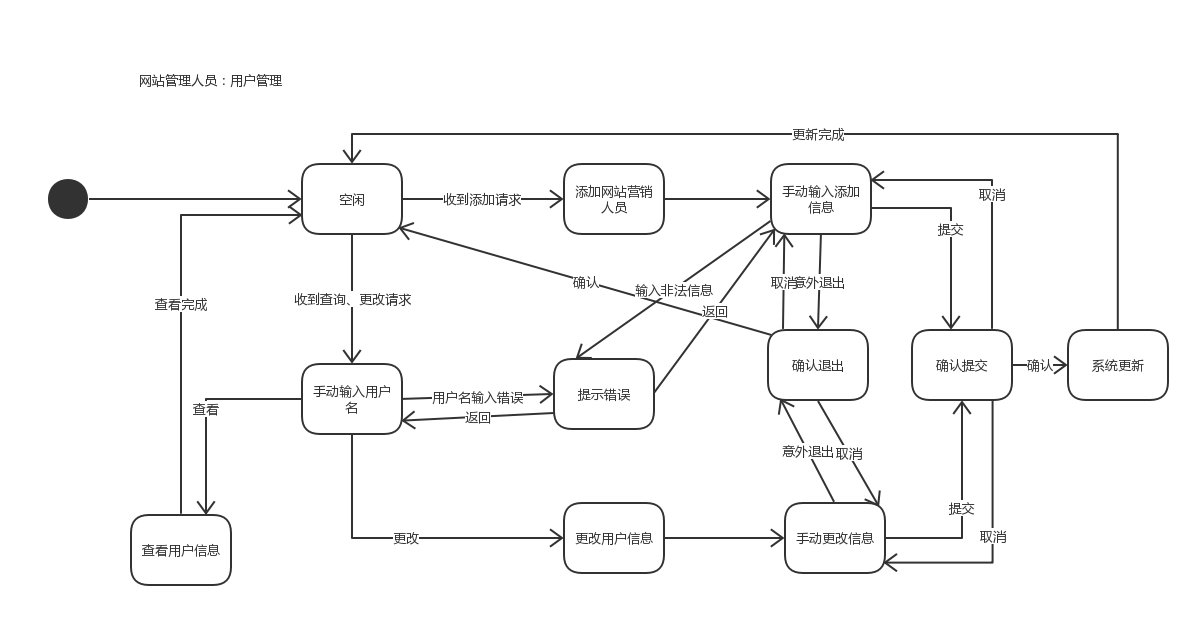 网站管理人员：用户管理
更新完成
空闲
收到添加请求
添加网站营销
人员
手动输入添加
信息
取消
提交
确认
取消
意外退出
输入非法信息
查看完成
收到查询、更改请求
返回
确认退出
确认提交
确认
系统更新
手动输入用户
名
用户名输入错误
提示错误
查看
返回
意外退出
取消
提交
更改
更改用户信息
手动更改信息
取消
查看用户信息